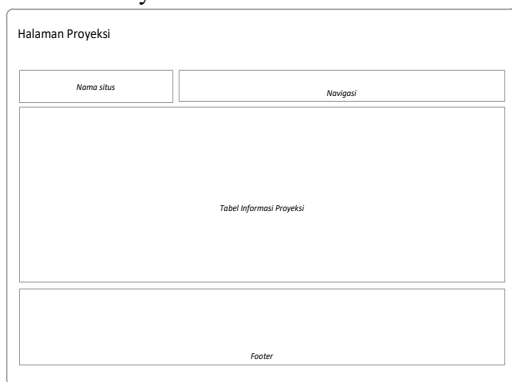 Halaman Proyeksi
Nama situs
Navigasi
Tabel Informasi Proyeksi
Footer